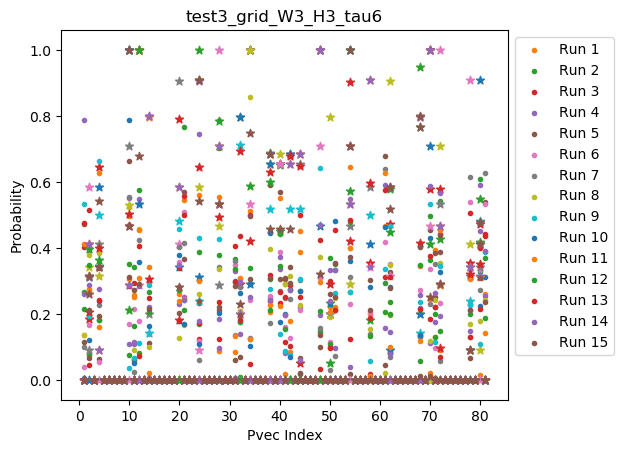 test3_grid_W3_H3_tau6
1.0
0.8
0.6
0.4
0.2
0.0
Probability
0 10 20 30 40 50 60 70 80
Pvec Index
Run 1
Run 2
Run 3
Run 4
Run 5
Run 6
Run 7
Run 8
Run 9
Run 10
Run 11
Run 12
Run 13
Run 14
Run 15